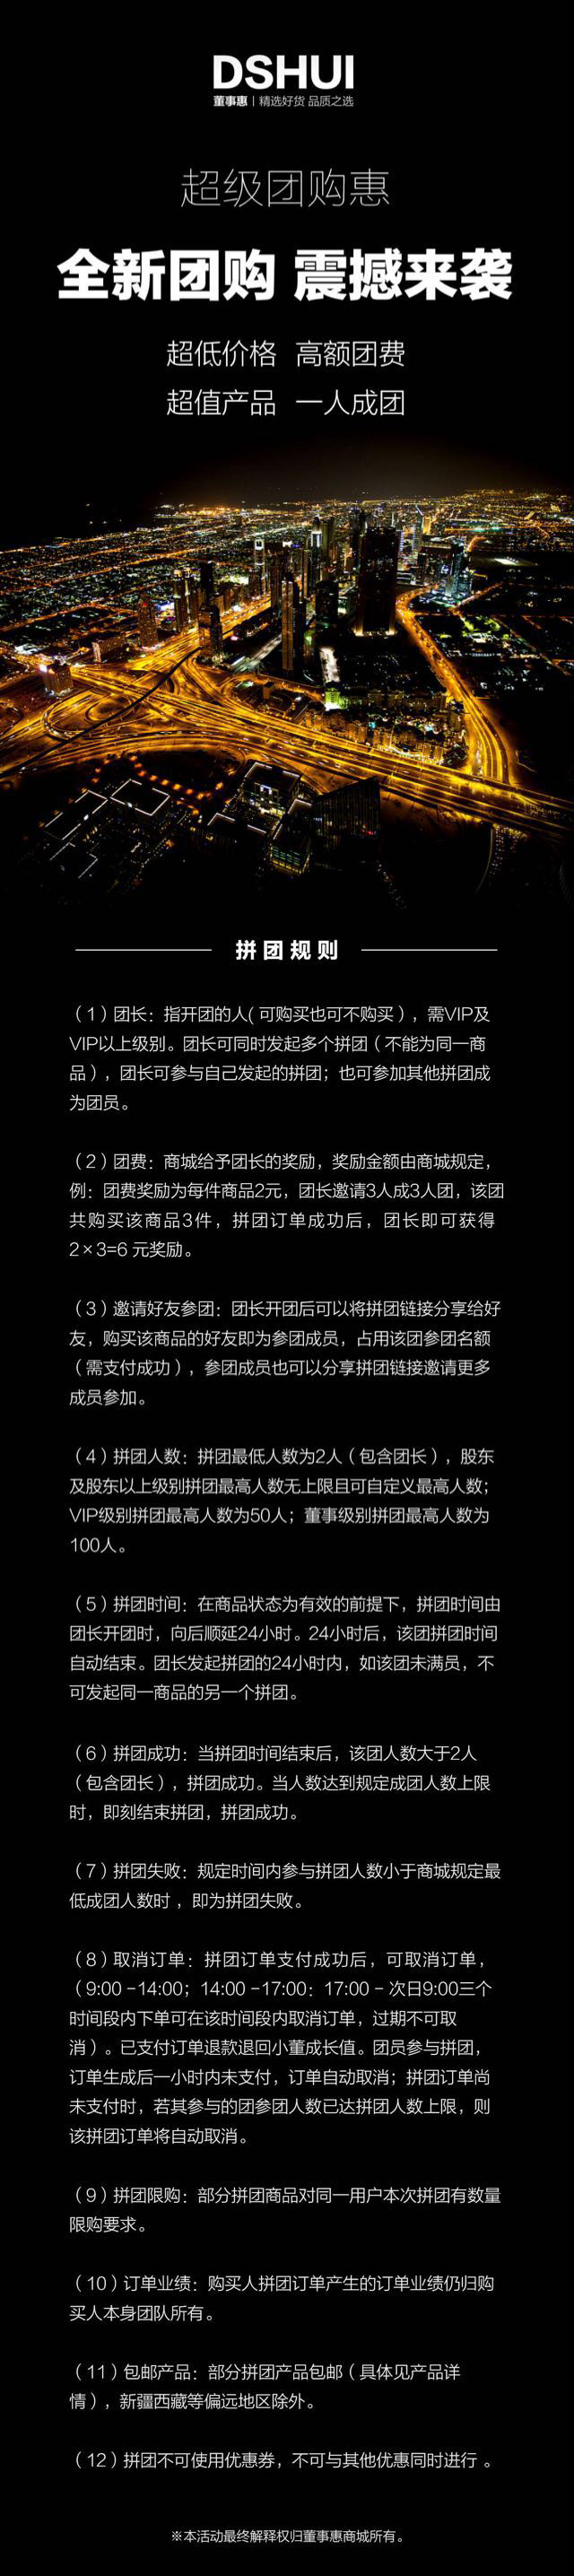 DSHUI
董事惠 | 精选好货 品质之选
超级团购惠
全新团购 震撼来袭
超低价格 高额团费
超值产品 一人成团
拼团规则
（1）团长：指开团的人( 可购买也可不购买），需VIP及
VIP以上级别。团长可同时发起多个拼团（不能为同一商
品），团长可参与自己发起的拼团；也可参加其他拼团成
为团员。
（2）团费：商城给予团长的奖励，奖励金额由商城规定，
例：团费奖励为每件商品2元，团长邀请3人成3人团，该团
共购买该商品3件，拼团订单成功后，团长即可获得
2×3=6 元奖励。
（3）邀请好友参团：团长开团后可以将拼团链接分享给好
友，购买该商品的好友即为参团成员，占用该团参团名额
（需支付成功），参团成员也可以分享拼团链接邀请更多
成员参加。
（4）拼团人数：拼团最低人数为2人（包含团长），股东
及股东以上级别拼团最高人数无上限且可自定义最高人数；
VIP级别拼团最高人数为50人；董事级别拼团最高人数为
100人。
（5）拼团时间：在商品状态为有效的前提下，拼团时间由
团长开团时，向后顺延24小时。24小时后，该团拼团时间
自动结束。团长发起拼团的24小时内，如该团未满员，不
可发起同一商品的另一个拼团。
（6）拼团成功：当拼团时间结束后，该团人数大于2人
（包含团长），拼团成功。当人数达到规定成团人数上限
时，即刻结束拼团，拼团成功。
（7）拼团失败：规定时间内参与拼团人数小于商城规定最
低成团人数时 ，即为拼团失败。
（8）取消订单：拼团订单支付成功后，可取消订单，
（9:00 -14:00；14:00 -17:00：17:00 - 次日9:00三个
时间段内下单可在该时间段内取消订单，过期不可取
消）。已支付订单退款退回小董成长值。团员参与拼团，
订单生成后一小时内未支付，订单自动取消；拼团订单尚
未支付时，若其参与的团参团人数已达拼团人数上限，则
该拼团订单将自动取消。
（9）拼团限购：部分拼团商品对同一用户本次拼团有数量
限购要求。
（10）订单业绩：购买人拼团订单产生的订单业绩仍归购
买人本身团队所有。
（11）包邮产品：部分拼团产品包邮（具体见产品详
情），新疆西藏等偏远地区除外。
（12）拼团不可使用优惠券，不可与其他优惠同时进行 。
※本活动最终解释权归董事惠商城所有。